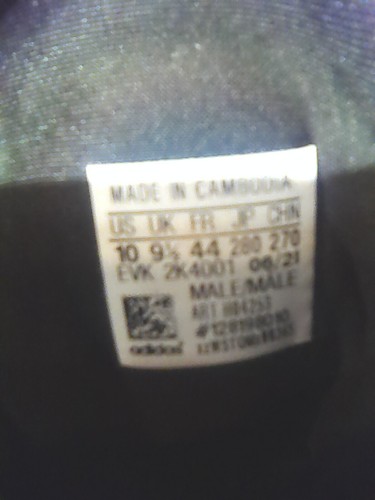 MADE IN CAMBODIA
US UK FR JP CHN
10 9½ 44 280 270
EVK 2K4001 06/21
MALE/MALE
ART
adidas